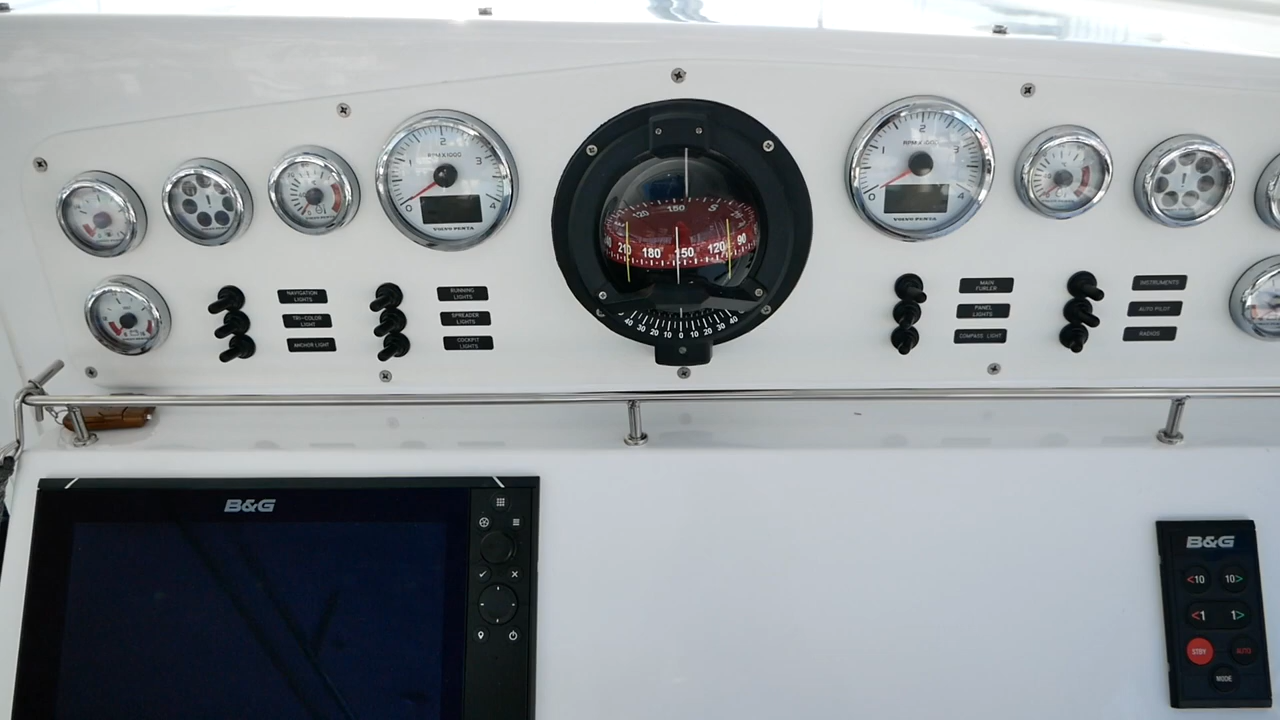 2
RPM X 1000
1
3
0
4
VOLVO PENTA
2
RPM X 1000
1
3
0
4
VOLVO PENTA
150
S
210
180
150
120
90
40 30 20 10 0 10 20 30 40
NAVIGATION
LIGHTS
TRI-COLOR
LIGHT
ANCHOR LIGHT
RUNNING
LIGHTS
SPREADER
LIGHTS
COCKPIT
LIGHTS
MAIN
FURLER
PANEL
LIGHTS
COMPASS LIGHT
INSTRUMENTS
AUTO PILOT
RADIOS
B&G
B&G
<10 10>
<1 1>
STBY
AUTO
MODE